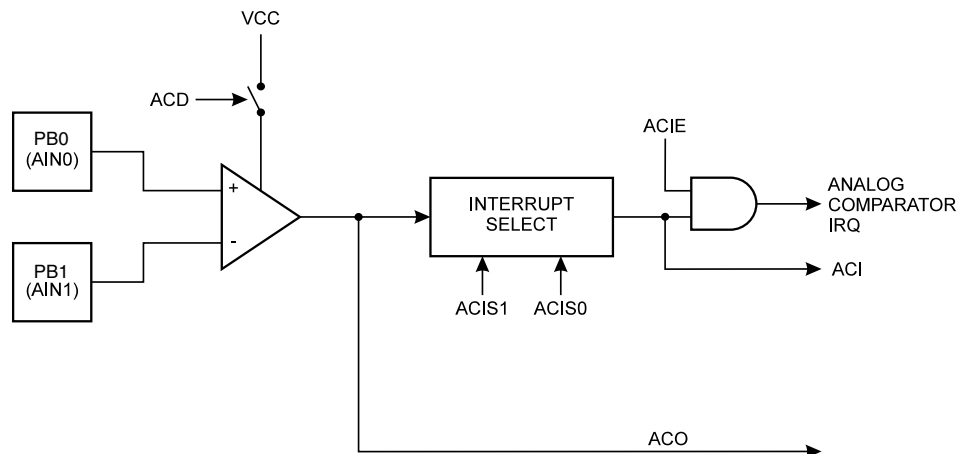 VCC
ACD
PB0
(AIN0)
+
-
PB1
(AIN1)
INTERRUPT
SELECT
ACIS1
ACIS0
ACIE
ANALOG
COMPARATOR
IRQ
ACI
ACO